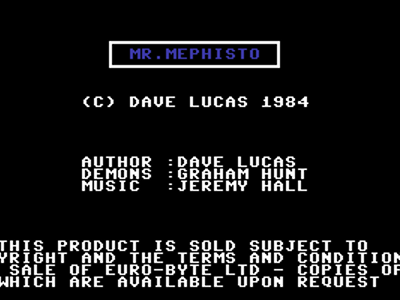 MR.MEPHISTO
(C) DAVE LUCAS 1984
AUTHOR :DAVE LUCAS
DEMONS :GRAHAM HUNT
MUSIC :JEREMY HALL
THIS PRODUCT IS SOLD SUBJECT TO
YRIGHT AND THE TERMS AND CONDITION
SALE OF EURO-BYTE LTD - COPIES OF
WHICH ARE AVAILABLE UPON REQUEST